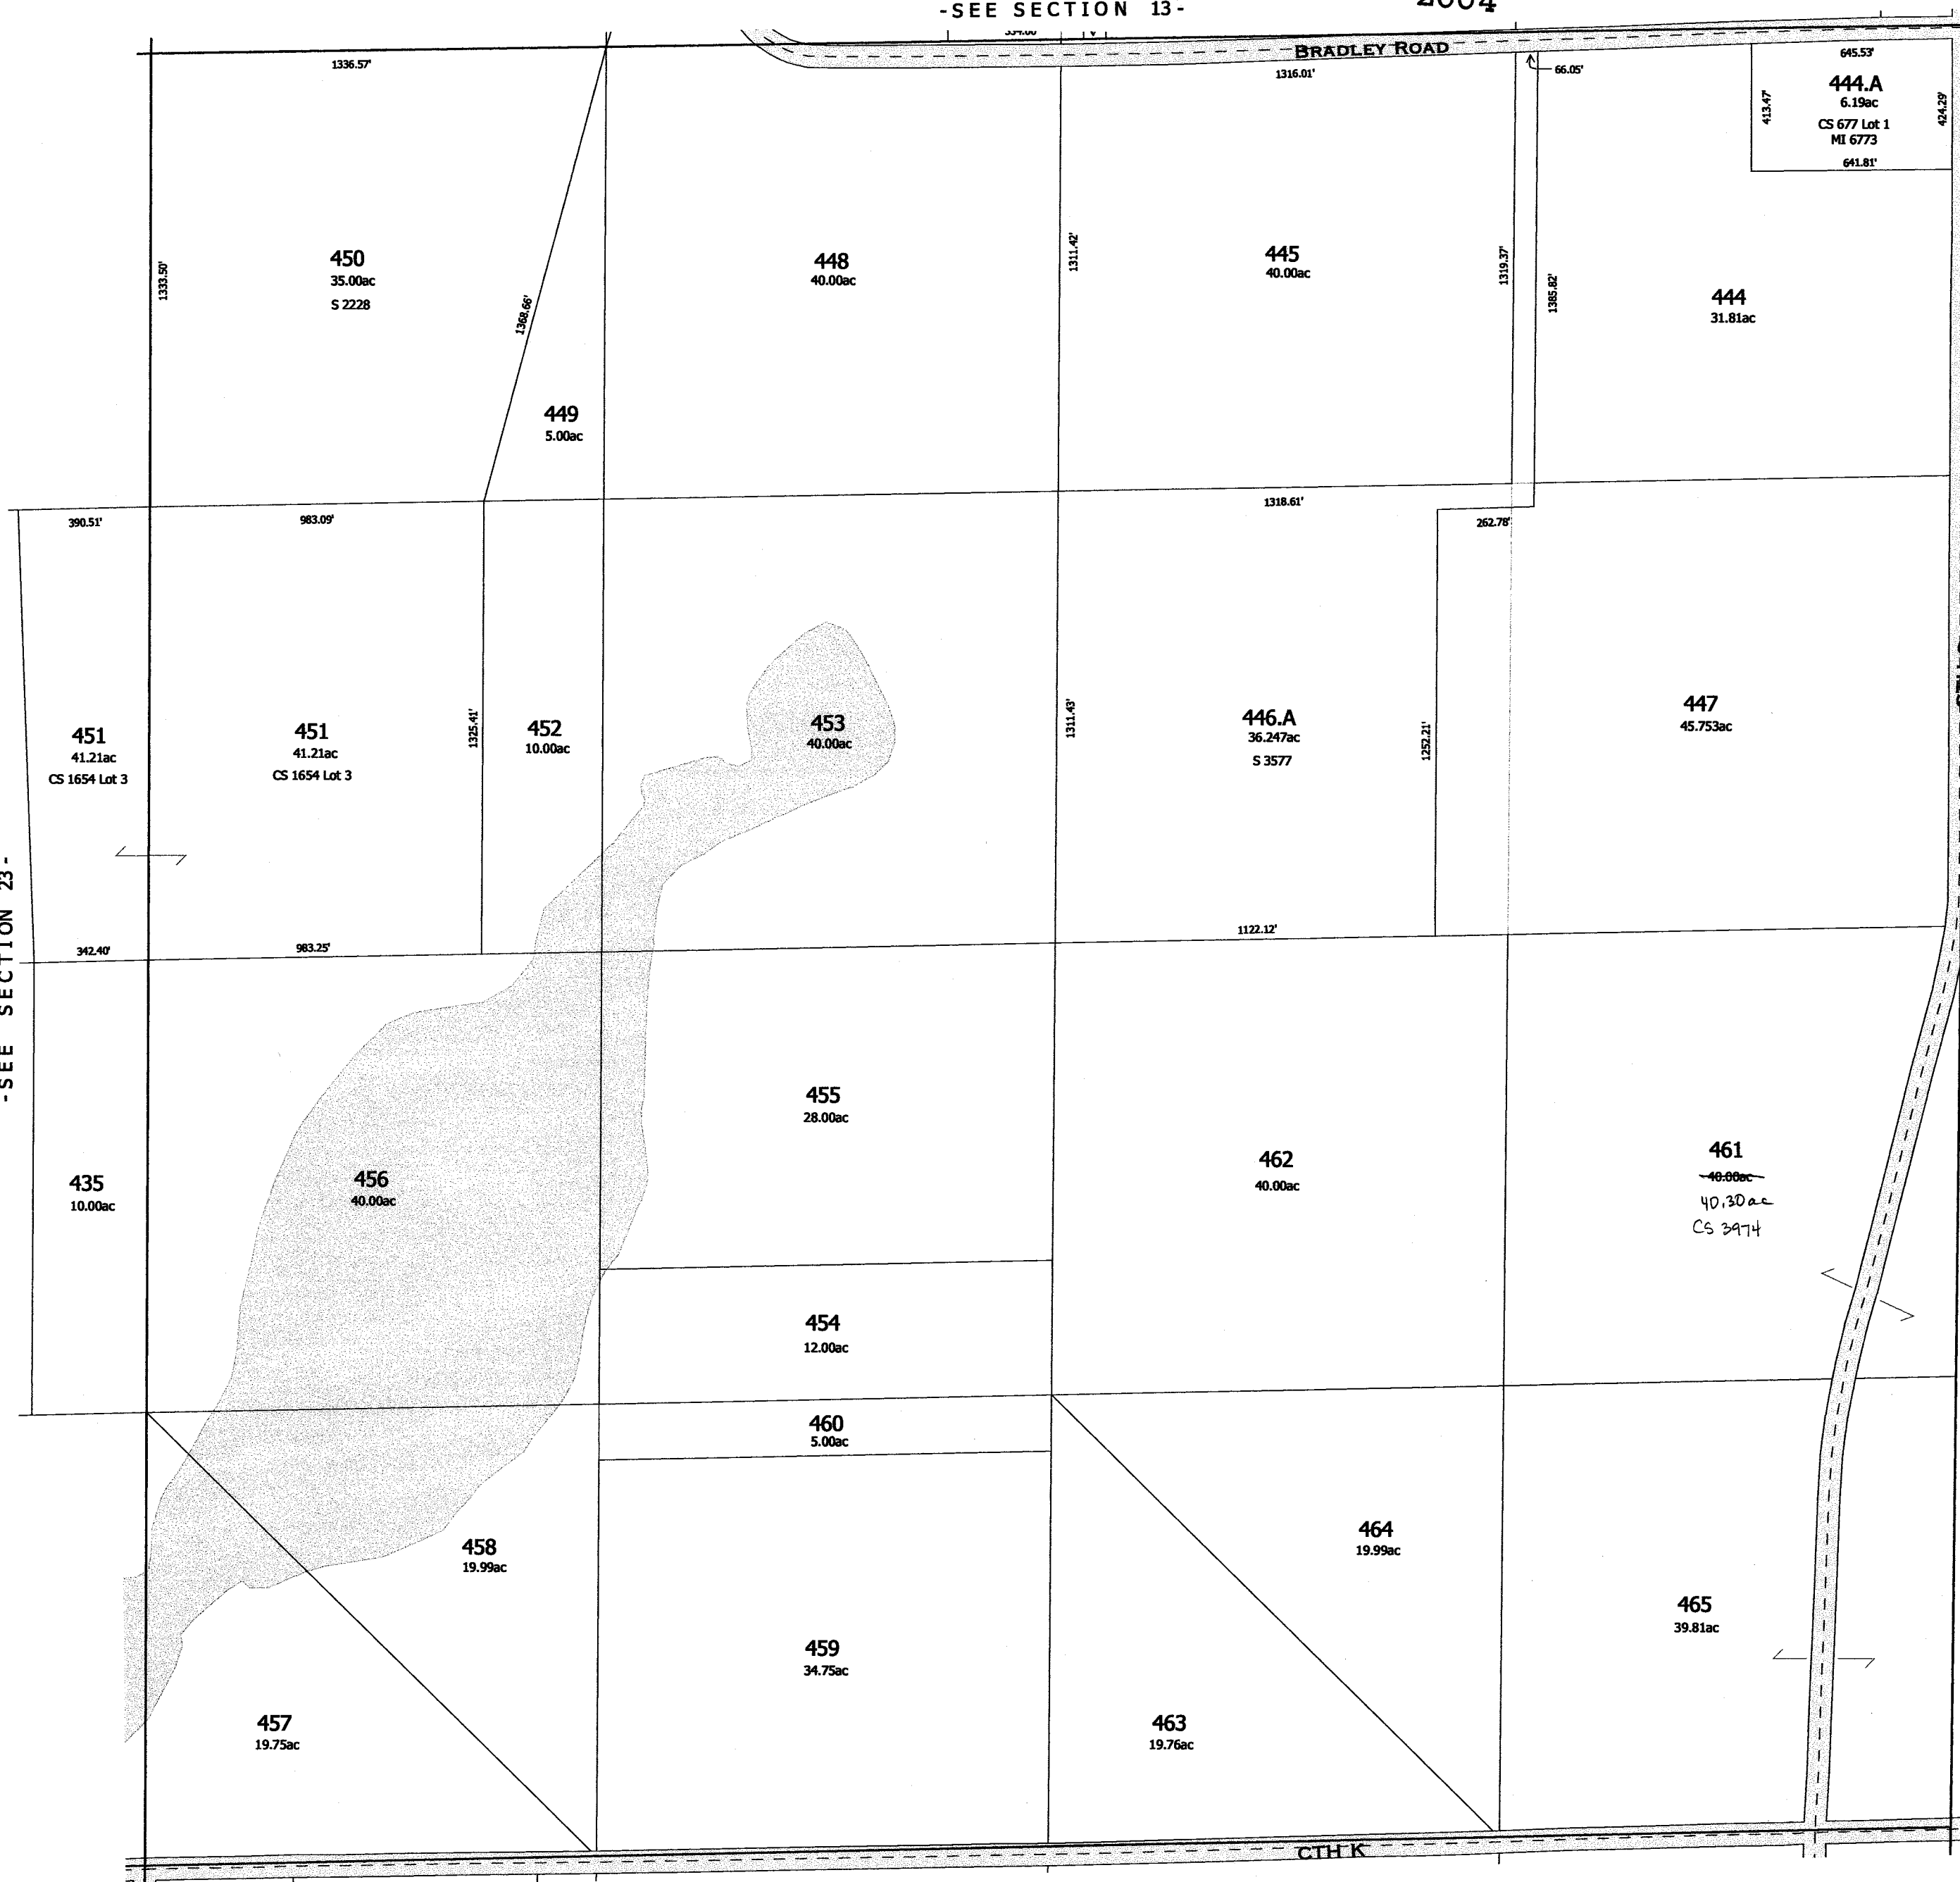 -SEE SECTION 13-
BRADLEY ROAD
1336.57'
1316.01'
66.05'
645.53'
444.A
6.19ac
CS 677 Lot 1
MI 6773
641.81'
413.47'
424.29'
450
35.00ac
S 2228
1333.50'
1368.66'
449
5.00ac
448
40.00ac
1311.42'
445
40.00ac
1319.37'
1385.82'
444
31.81ac
390.51'
983.09'
1318.61'
262.78'
451
41.21ac
CS 1654 Lot 3
451
41.21ac
CS 1654 Lot 3
1325.41'
452
10.00ac
453
40.00ac
1311.43'
446.A
36.247ac
S 3577
1252.21'
447
45.753ac
-SEE SECTION 23-
342.40'
983.25'
1122.12'
435
10.00ac
456
40.00ac
455
28.00ac
462
40.00ac
461
40.00ac
40.30ac
CS 3974
454
12.00ac
460
5.00ac
458
19.99ac
464
19.99ac
465
39.81ac
459
34.75ac
457
19.75ac
463
19.76ac
CTH K